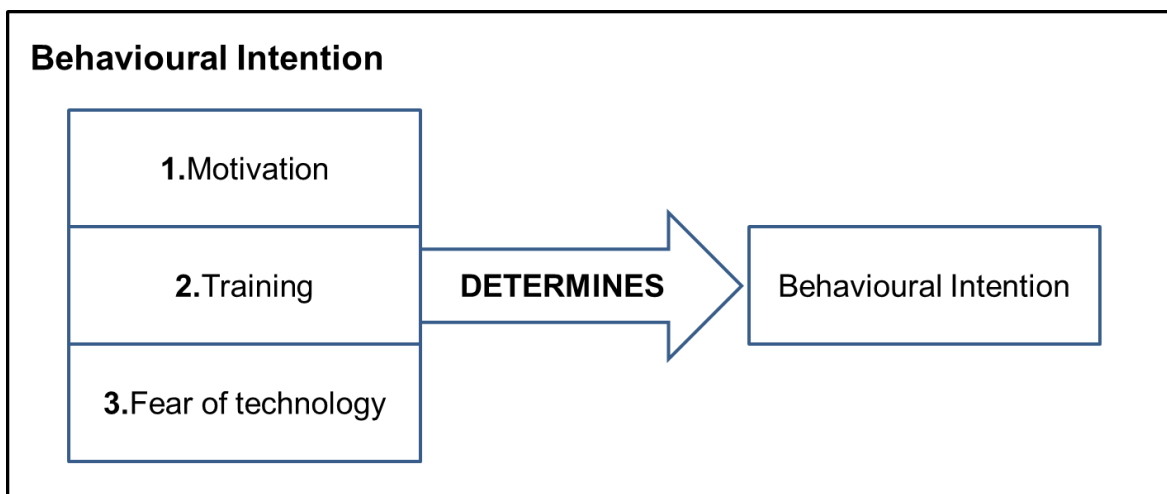 Behavioural Intention
1.Motivation
2.Training
3.Fear of technology
DETERMINES
Behavioural Intention